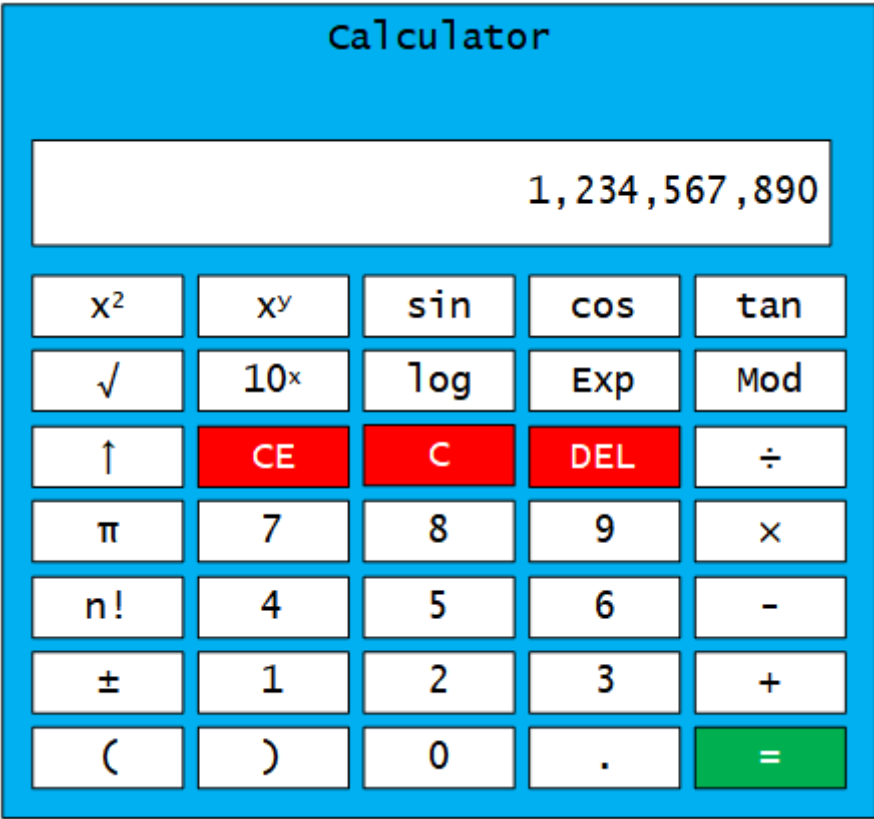 Calculator
1,234,567,890
x² xʸ sin cos tan
√ 10ˣ log Exp Mod
↑ CE C DEL ÷
π 7 8 9 ×
n! 4 5 6 -
± 1 2 3 +
( ) 0 . =